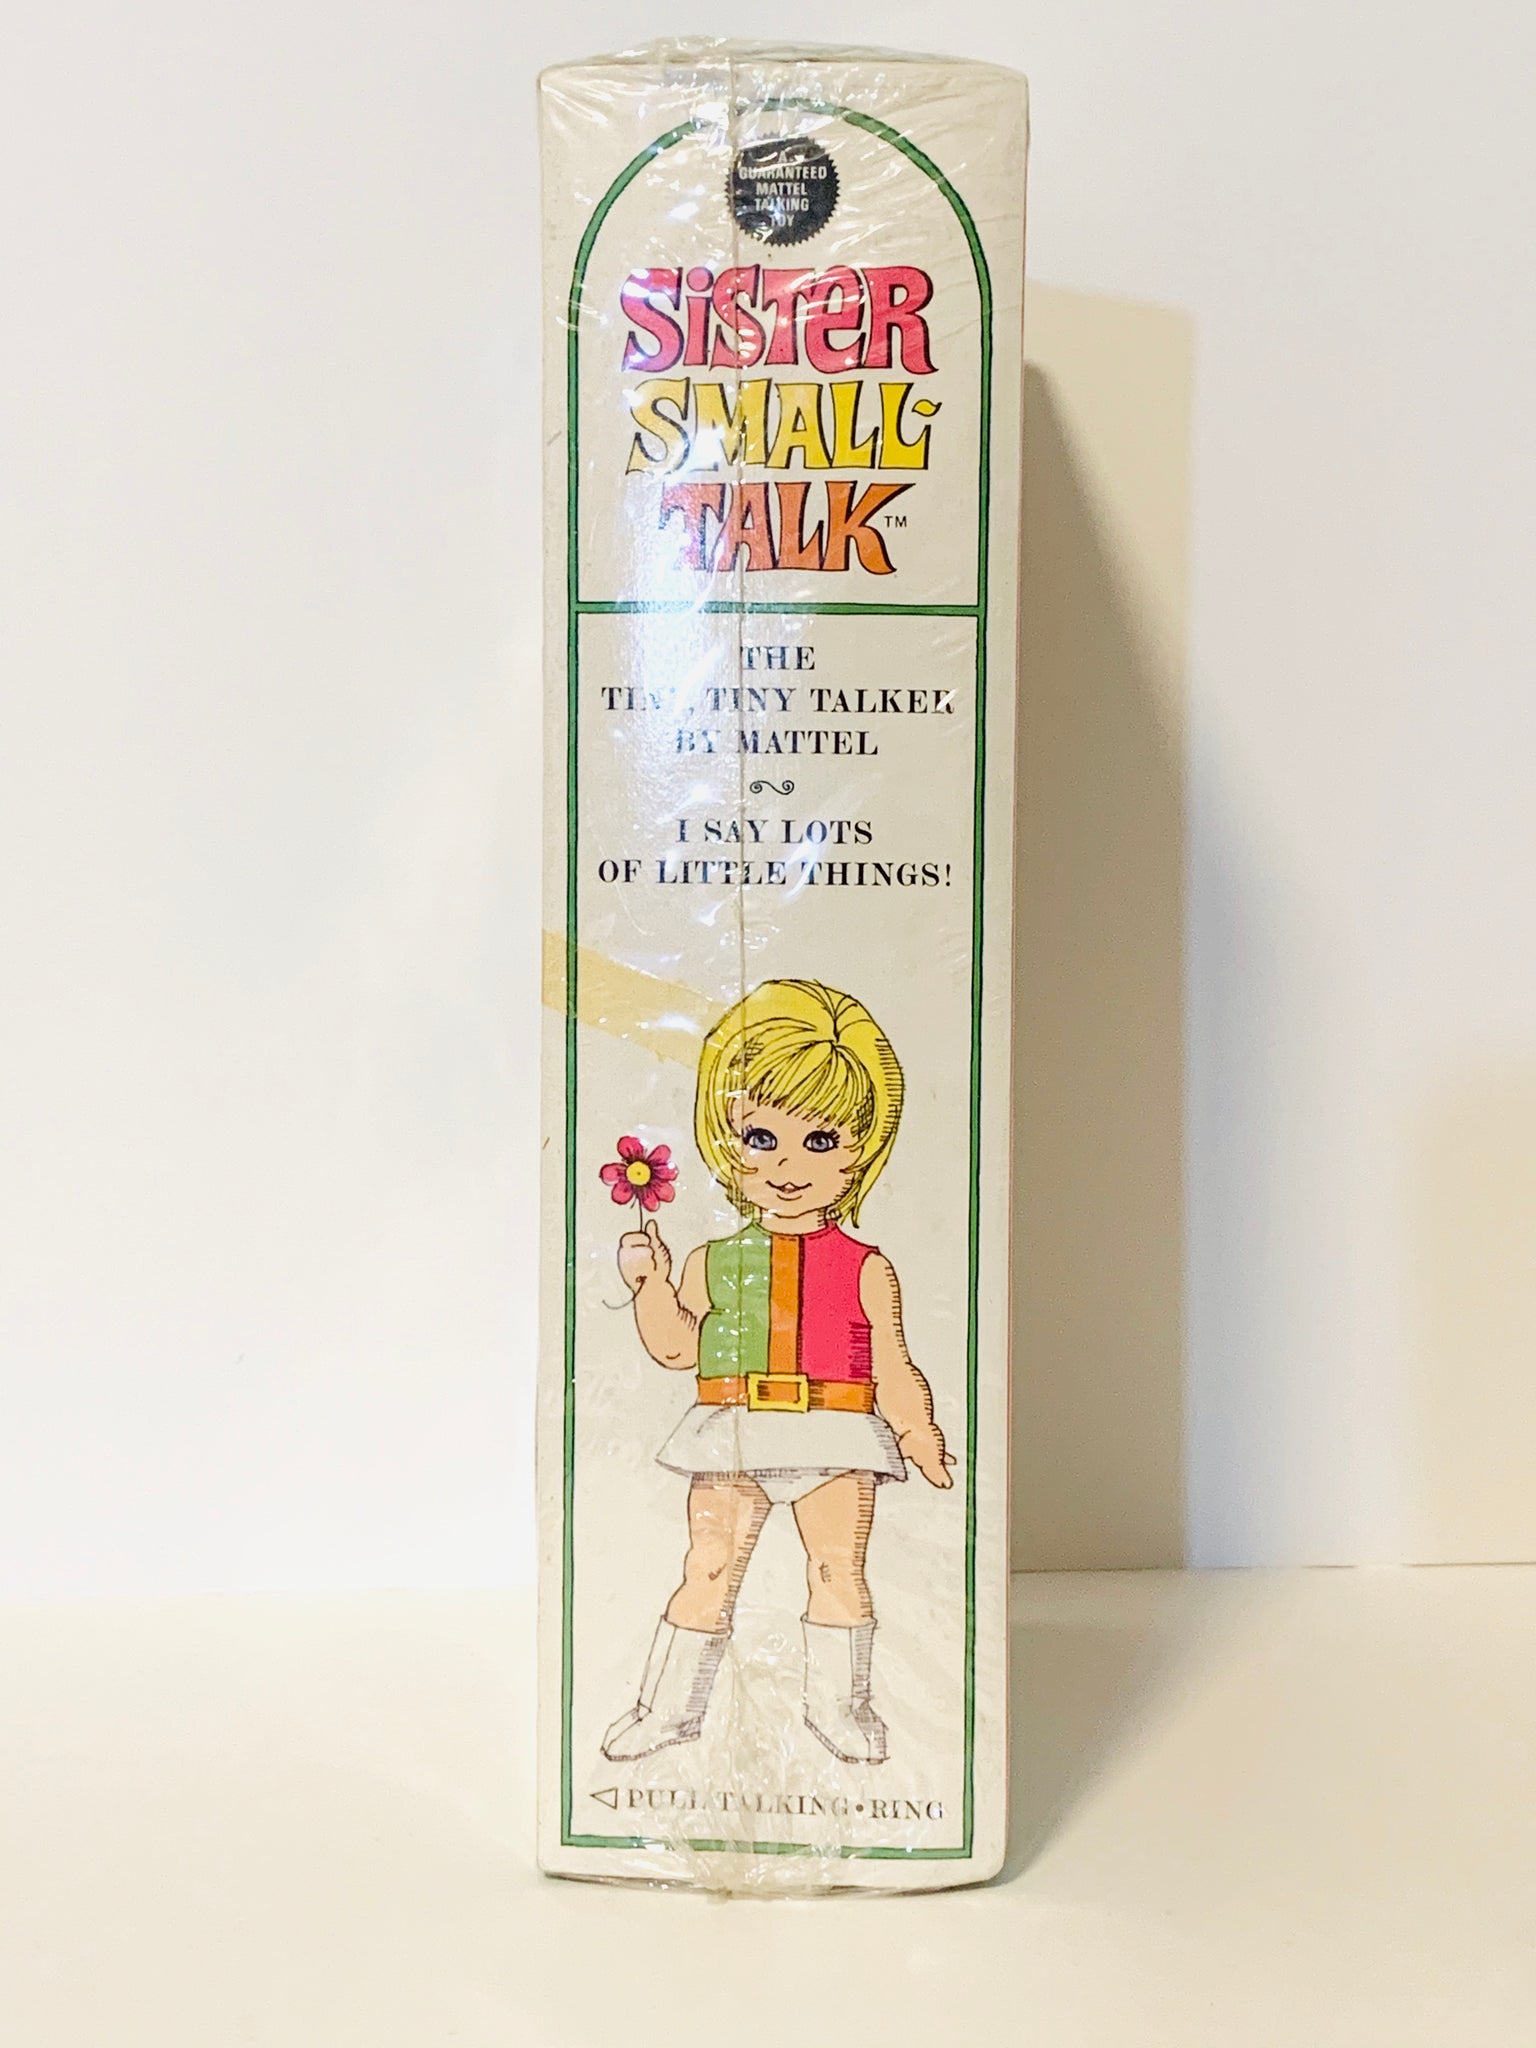 A
GUARANTEED
MATTEL
TALKING
TOY
SiSTeR
SMALL-
TALK™
THE
TINY, TINY TALKER
BY MATTEL
I SAY LOTS
OF LITTLE THINGS!
PULL TALKING•RING